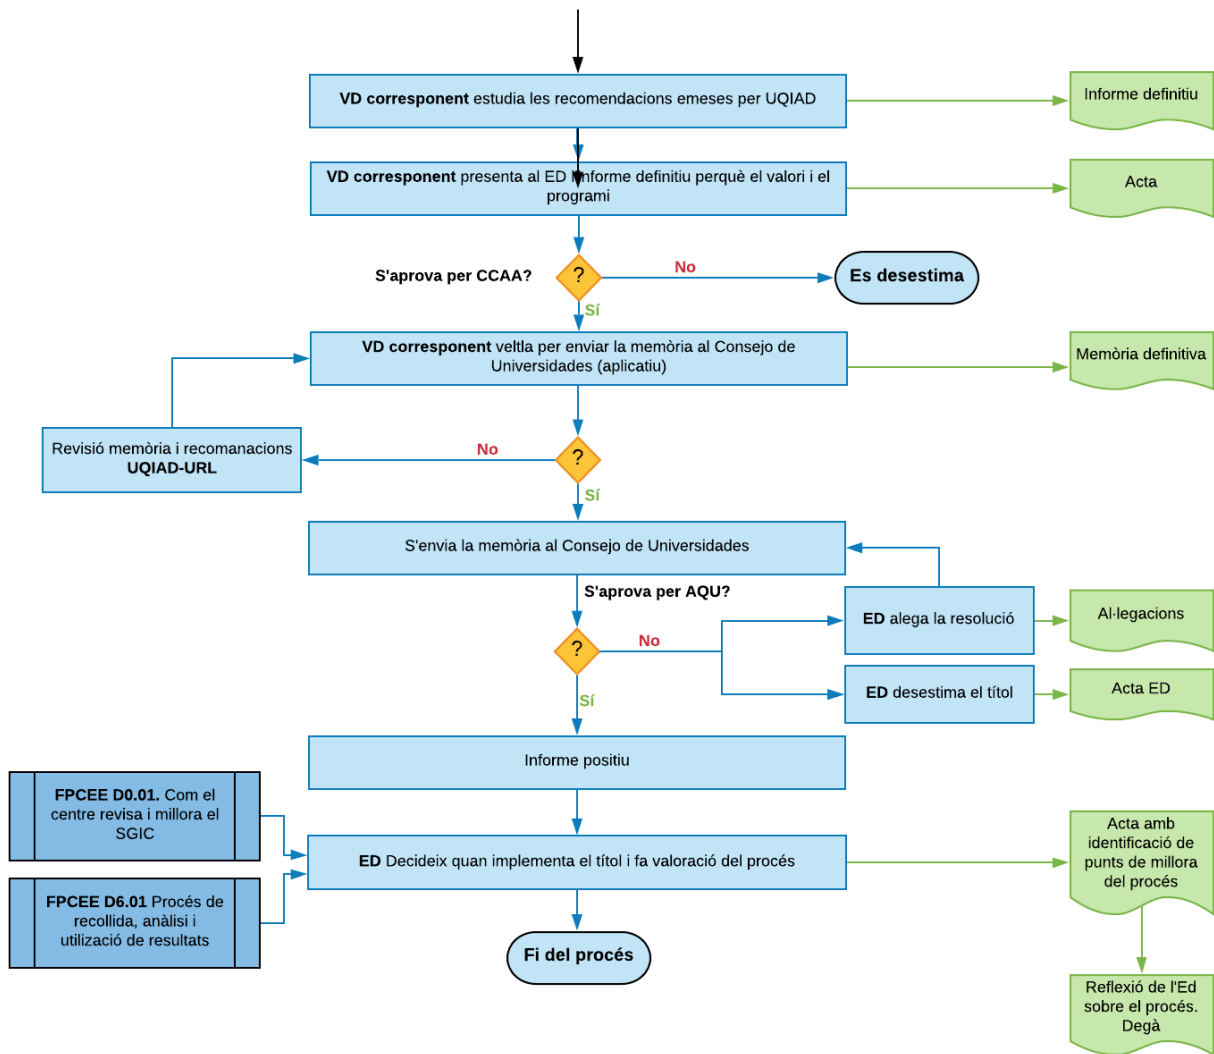 VD corresponent estudia les recomendacions emeses per UQIAD
Informe definitiu
VD corresponent presenta al ED l'informe definitiu perquè el valori i el
programi
Acta
S'aprova per CCAA?
?
No
Es desestima
Sí
VD corresponent veltla per enviar la memòria al Consejo de
Universidades (aplicatiu)
Memòria definitiva
Revisió memòria i recomanacions
UQIAD-URL
No
?
Sí
S'envia la memòria al Consejo de Universidades
S'aprova per AQU?
?
No
ED alega la resolució
Al·legacions
ED desestima el títol
Acta ED
Sí
Informe positiu
FPCEE D0.01. Com el
centre revisa i millora el
SGIC
ED Decideix quan implementa el títol i fa valoració del procés
Acta amb
identificació de
punts de millora
del procés
FPCEE D6.01 Procés de
recollida, anàlisi i
utilizació de resultats
Fi del procés
Reflexió de l'Ed
sobre el procés.
Degà